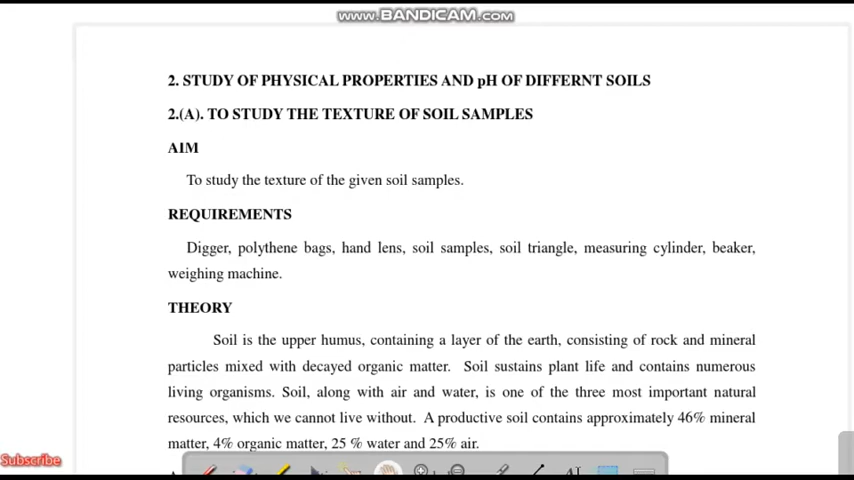 www.BANDICAM.com
2. STUDY OF PHYSICAL PROPERTIES AND pH OF DIFFERNT SOILS
2.(A). TO STUDY THE TEXTURE OF SOIL SAMPLES
AIM
To study the texture of the given soil samples.
REQUIREMENTS
Digger, polythene bags, hand lens, soil samples, soil triangle, measuring cylinder, beaker,
weighing machine.
THEORY
Soil is the upper humus, containing a layer of the earth, consisting of rock and mineral
particles mixed with decayed organic matter. Soil sustains plant life and contains numerous
living organisms. Soil, along with air and water, is one of the three most important natural
resources, which we cannot live without. A productive soil contains approximately 46% mineral
matter, 4% organic matter, 25 % water and 25% air.
Subscribe